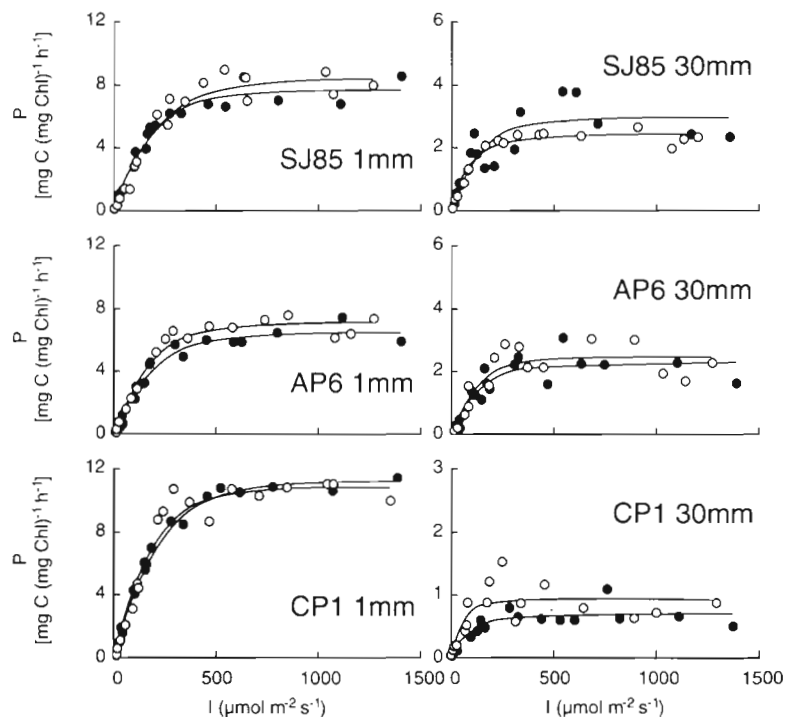 12
8
4
0
P
[mg C (mg Chl)⁻¹ h⁻¹]
SJ85 1mm
6
4
2
0
SJ85 30mm
12
8
4
0
P
[mg C (mg Chl)⁻¹ h⁻¹]
AP6 1mm
6
4
2
0
AP6 30mm
12
8
4
0
P
[mg C (mg Chl)⁻¹ h⁻¹]
CP1 1mm
0 500 1000 1500
I (µmol m⁻² s⁻¹)
3
2
1
0
CP1 30mm
0 500 1000 1500
I (µmol m⁻² s⁻¹)